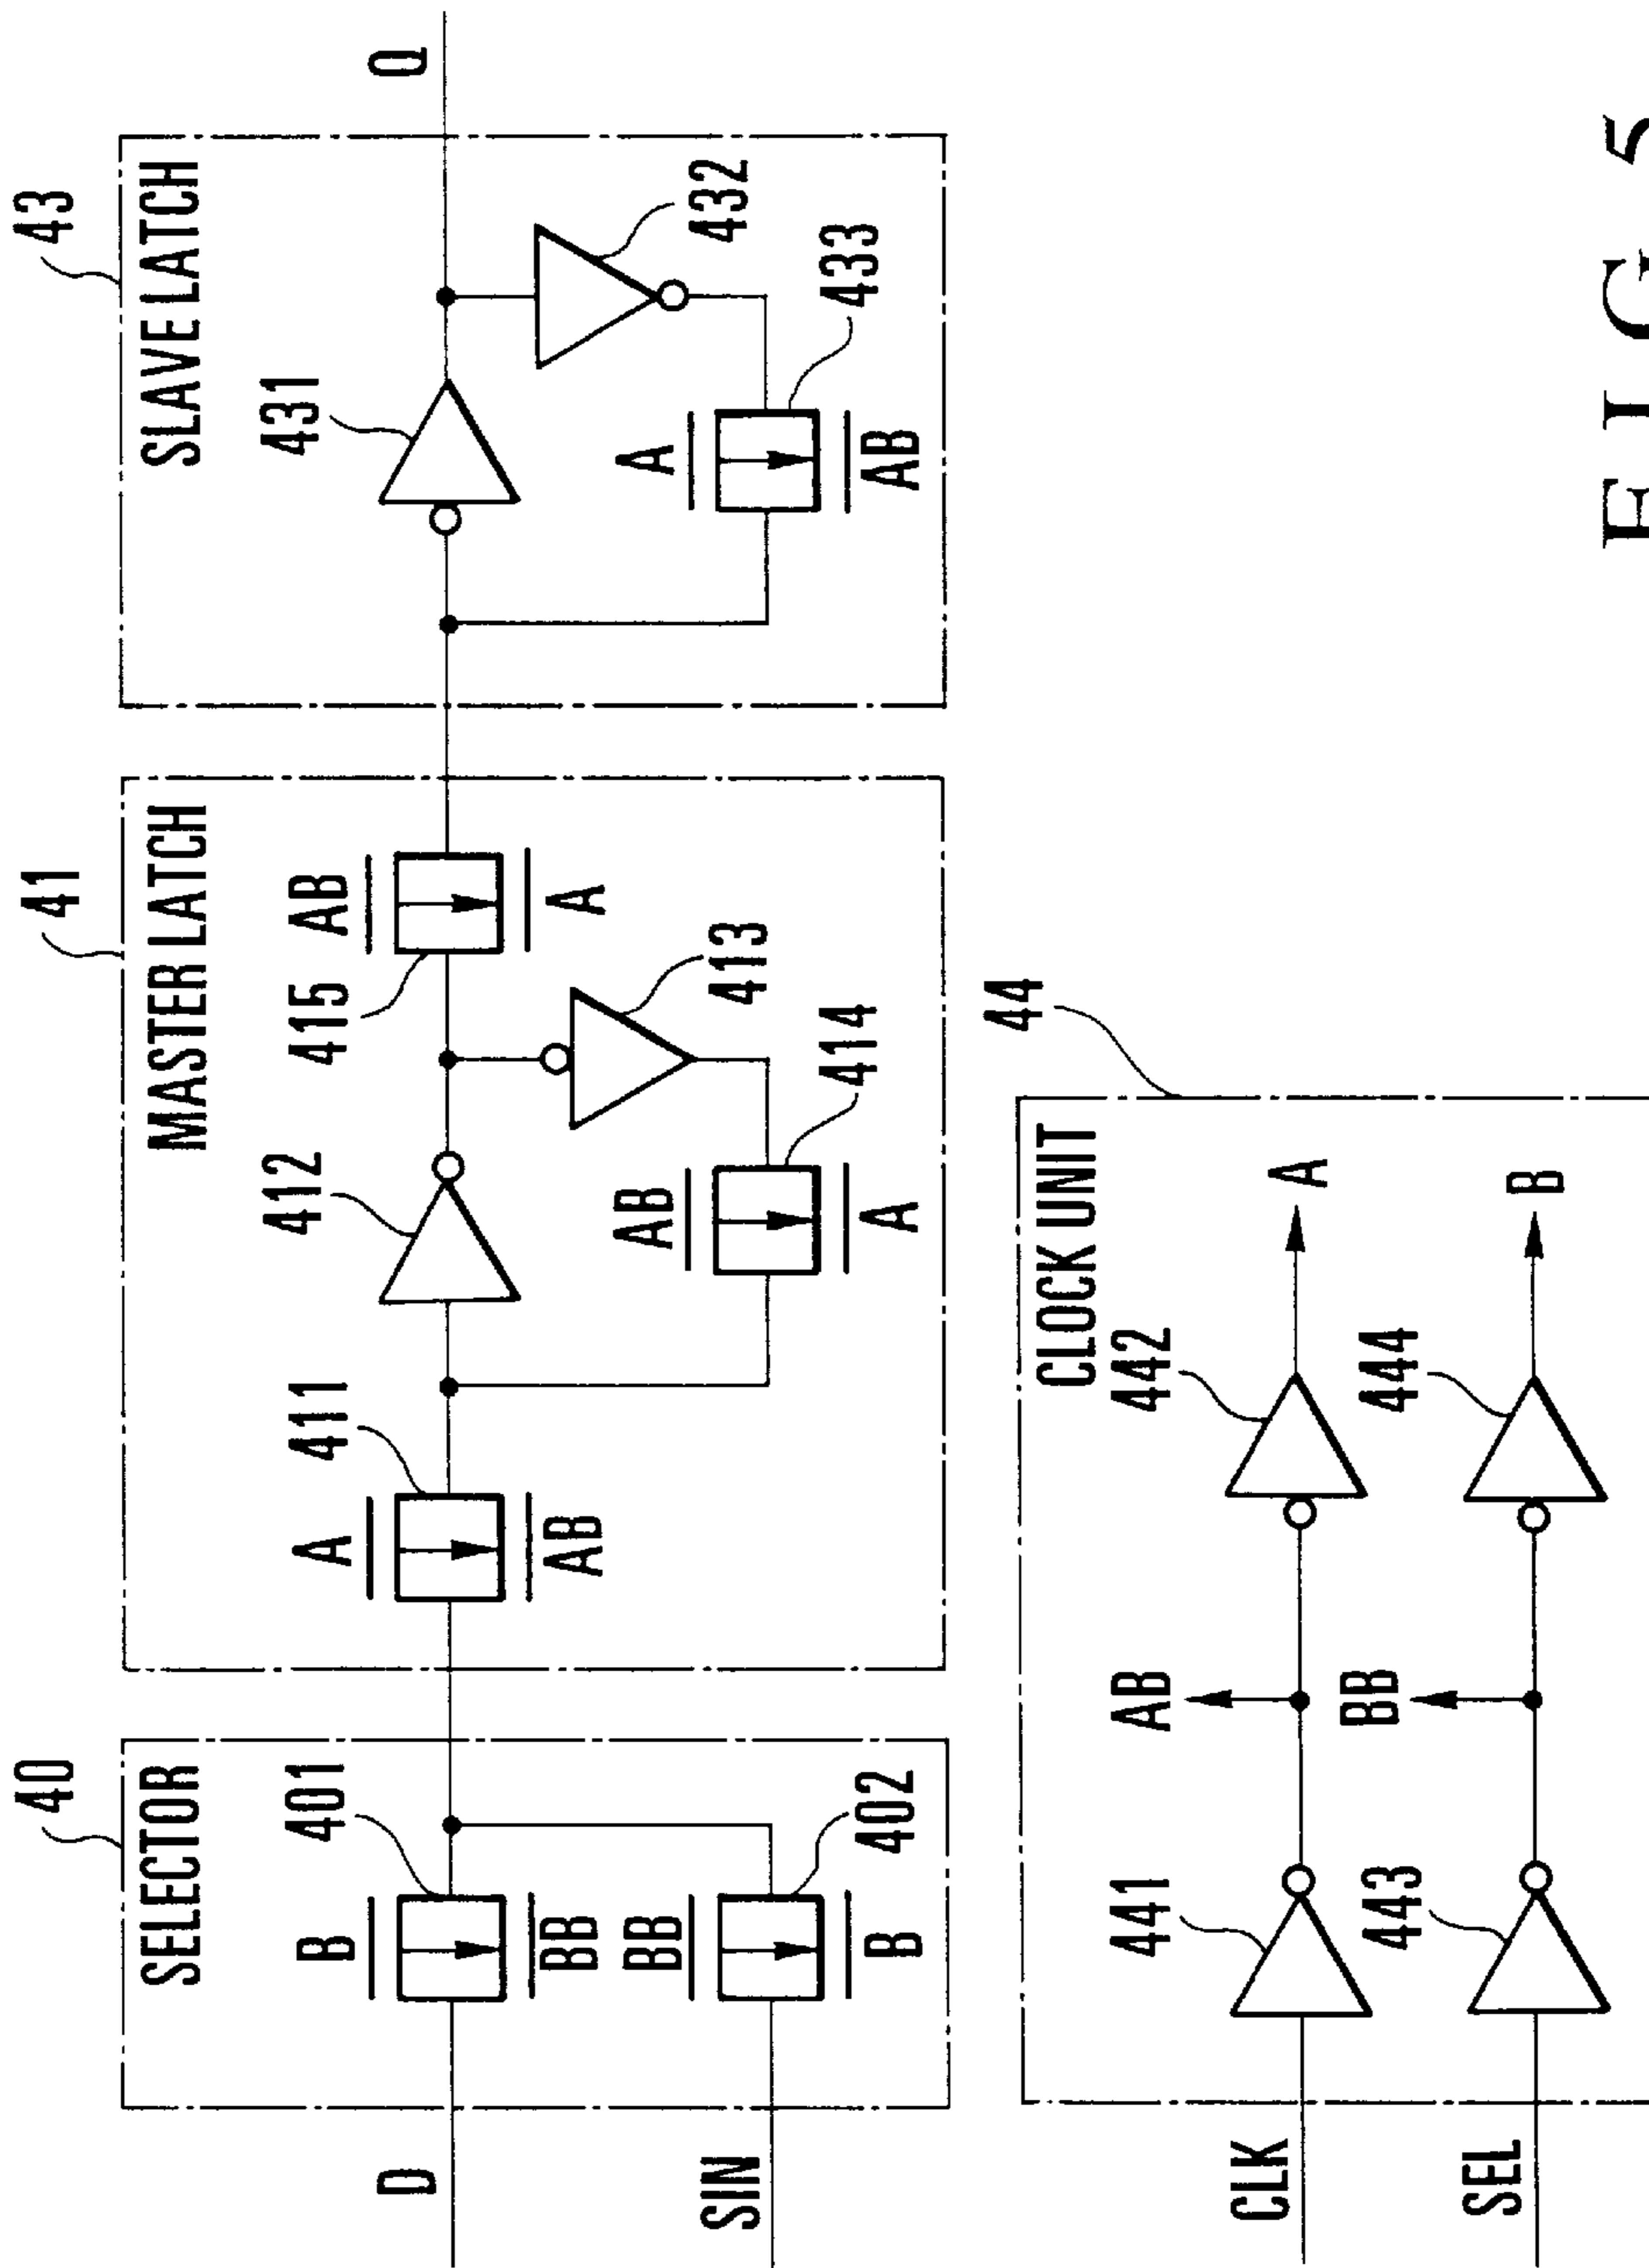 40
SELECTOR
B
401
BB
BB
402
B
D
SIN
41
MASTER LATCH
A
411
AB
412
415
AB
A
413
AB
414
A
43
SLAVE LATCH
431
432
A
433
AB
Q
44
CLOCK UNIT
CLK
441
AB
442
A
SEL
443
BB
444
B
FIG. 5